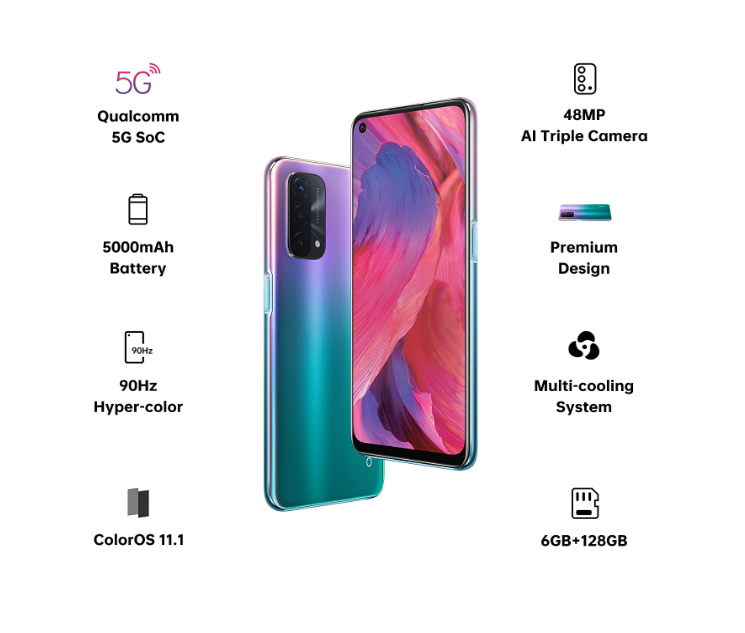 5G
Qualcomm
5G SoC
5000mAh
Battery
90Hz
90Hz
Hyper-color
ColorOS 11.1
48MP
AI Triple Camera
Premium
Design
Multi-cooling
System
6GB+128GB